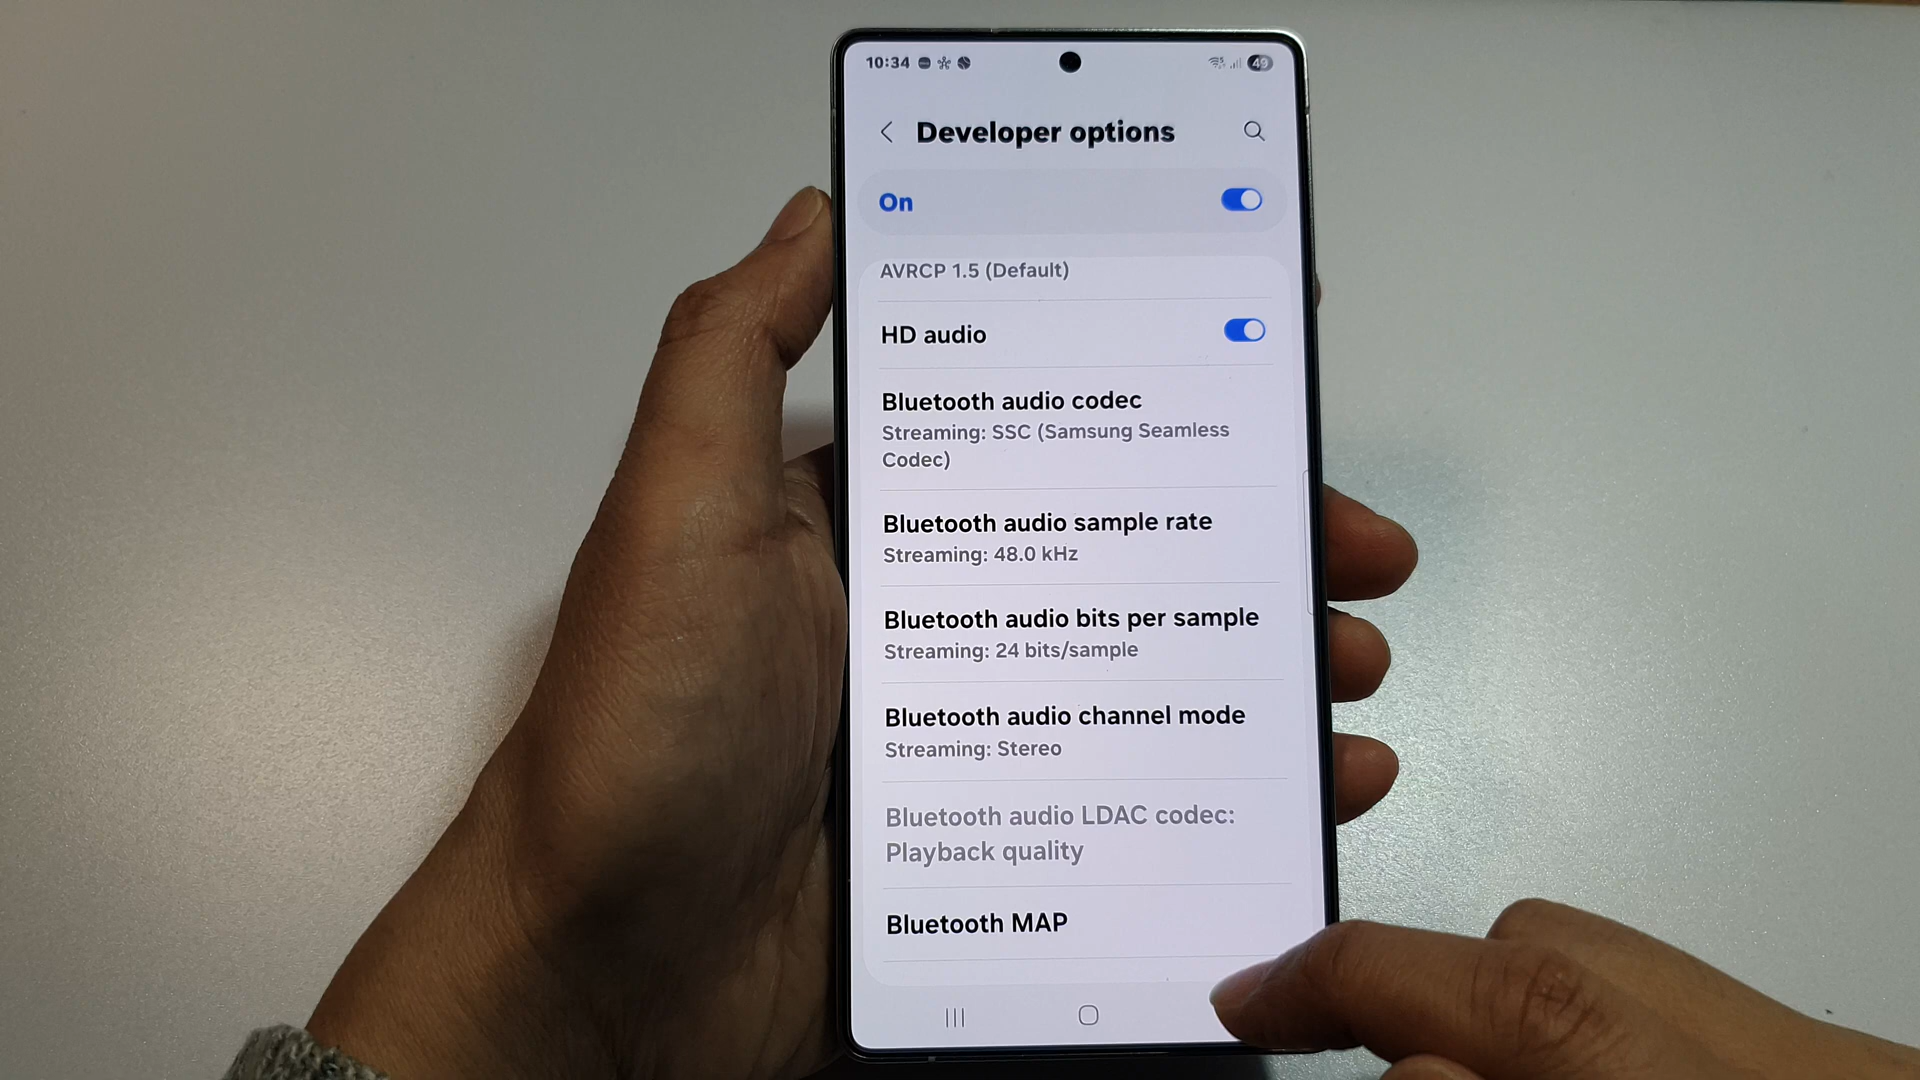 10:34
49
Developer options
On
AVRCP 1.5 (Default)
HD audio
Bluetooth audio codec
Streaming: SSC (Samsung Seamless
Codec)
Bluetooth audio sample rate
Streaming: 48.0 kHz
Bluetooth audio bits per sample
Streaming: 24 bits/sample
Bluetooth audio channel mode
Streaming: Stereo
Bluetooth audio LDAC codec:
Playback quality
Bluetooth MAP